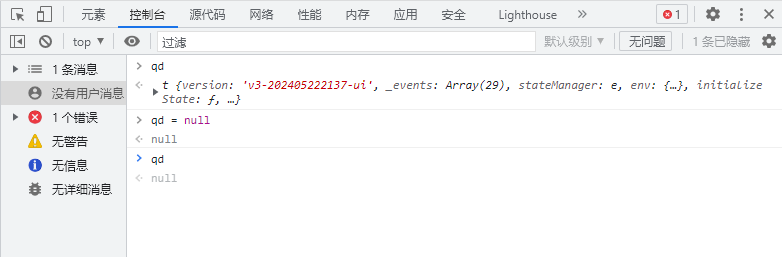 元素 控制台 源代码 网络 性能 内存 应用 安全 Lighthouse » 1
top ▼ 过滤 默认级别 ▼ 无问题 1 条已隐藏
1 条消息
没有用户消息
1 个错误
无警告
无信息
无详细消息
qd
t {version: 'v3-202405222137-ui', _events: Array(29), stateManager: e, env: {…}, initialize
State: ƒ, …}
qd = null
null
qd
null